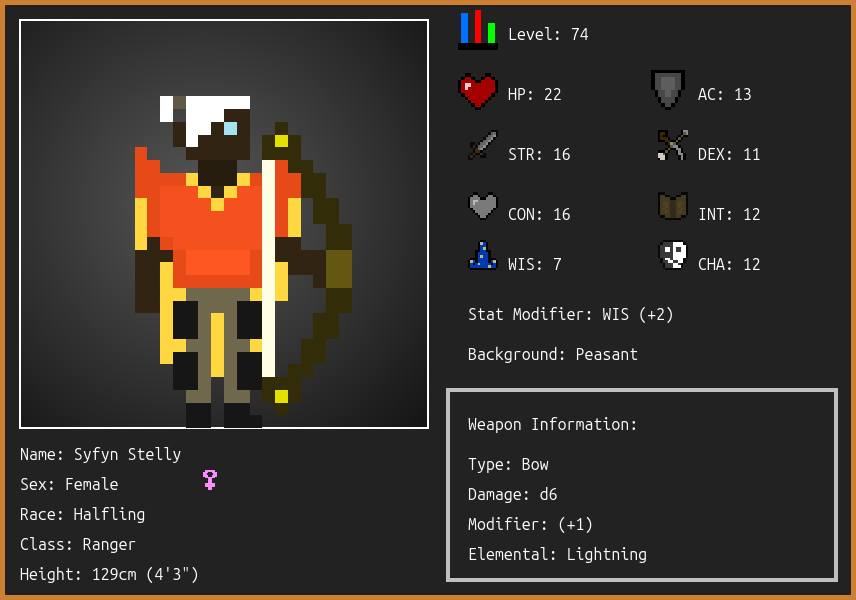 Level: 74
HP: 22
AC: 13
STR: 16
DEX: 11
CON: 16
INT: 12
WIS: 7
CHA: 12
Stat Modifier: WIS (+2)
Background: Peasant
Weapon Information:
Type: Bow
Damage: d6
Modifier: (+1)
Elemental: Lightning
Name: Syfyn Stelly
Sex: Female
Race: Halfling
Class: Ranger
Height: 129cm (4'3")